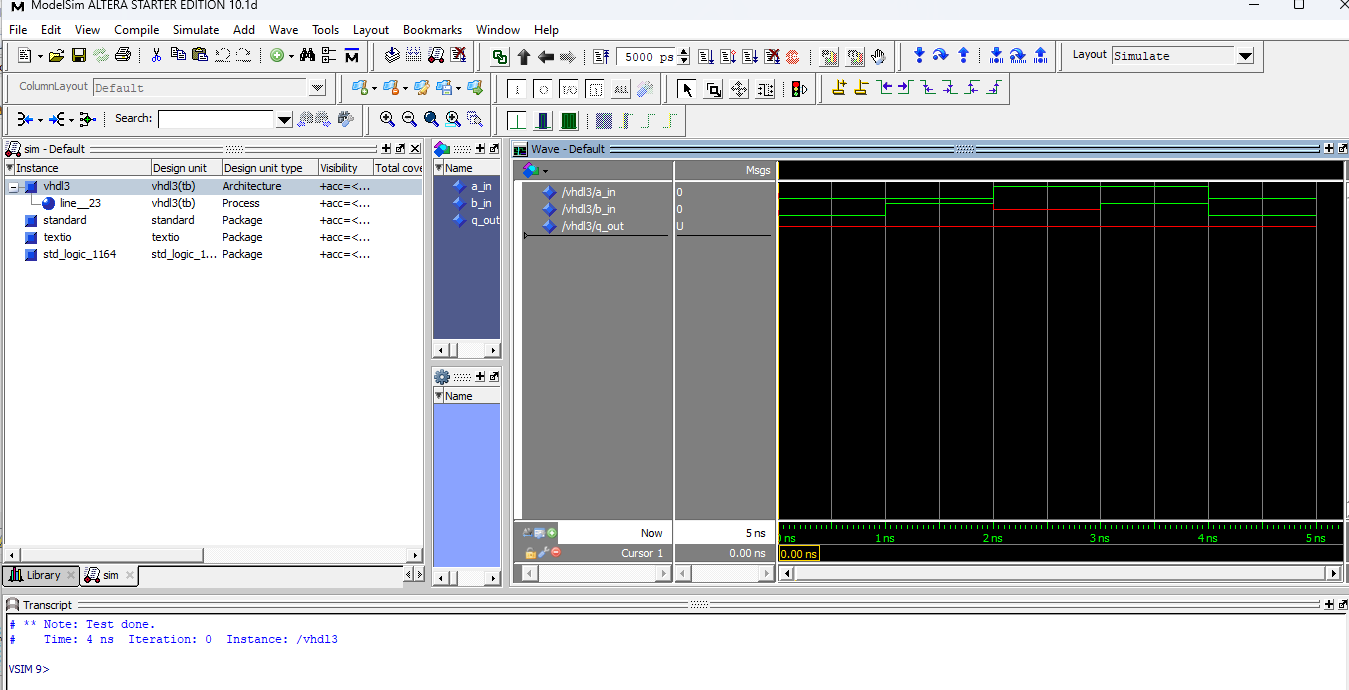 ModelSim ALTERA STARTER EDITION 10.1d
File Edit View Compile Simulate Add Wave Tools Layout Bookmarks Window Help
5000 ps Layout Simulate
ColumnLayout Default
Search:
sim - Default
Instance Design unit Design unit type Visibility Total cove
vhdl3 vhdl3(tb) Architecture +acc=<...
line__23 vhdl3(tb) Process +acc=<...
standard standard Package +acc=<...
textio textio Package +acc=<...
std_logic_1164 std_logic_1... Package +acc=<...
Library sim
Name
a_in
b_in
q_out
Name
Wave - Default
Msgs
/vhdl3/a_in 0
/vhdl3/b_in 0
/vhdl3/q_out U
Now 5 ns
Cursor 1 0.00 ns
ns 1 ns 2 ns 3 ns 4 ns 5 ns
0.00 ns
Transcript
# ** Note: Test done.
# Time: 4 ns Iteration: 0 Instance: /vhdl3
VSIM 9>